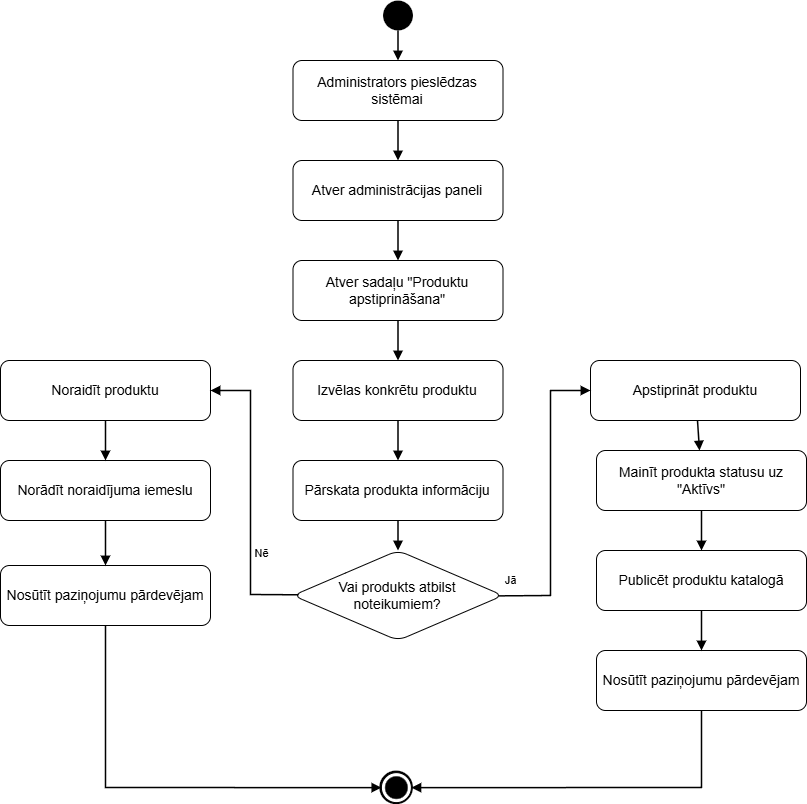 Administrators pieslēdzas
sistēmai
Atver administrācijas paneli
Atver sadaļu "Produktu
apstiprināšana"
Izvēlas konkrētu produktu
Pārskata produkta informāciju
Vai produkts atbilst
noteikumiem?
Nē
Noraidīt produktu
Norādīt noraidījuma iemeslu
Nosūtīt paziņojumu pārdevējam
Jā
Apstiprināt produktu
Mainīt produkta statusu uz
"Aktīvs"
Publicēt produktu katalogā
Nosūtīt paziņojumu pārdevējam